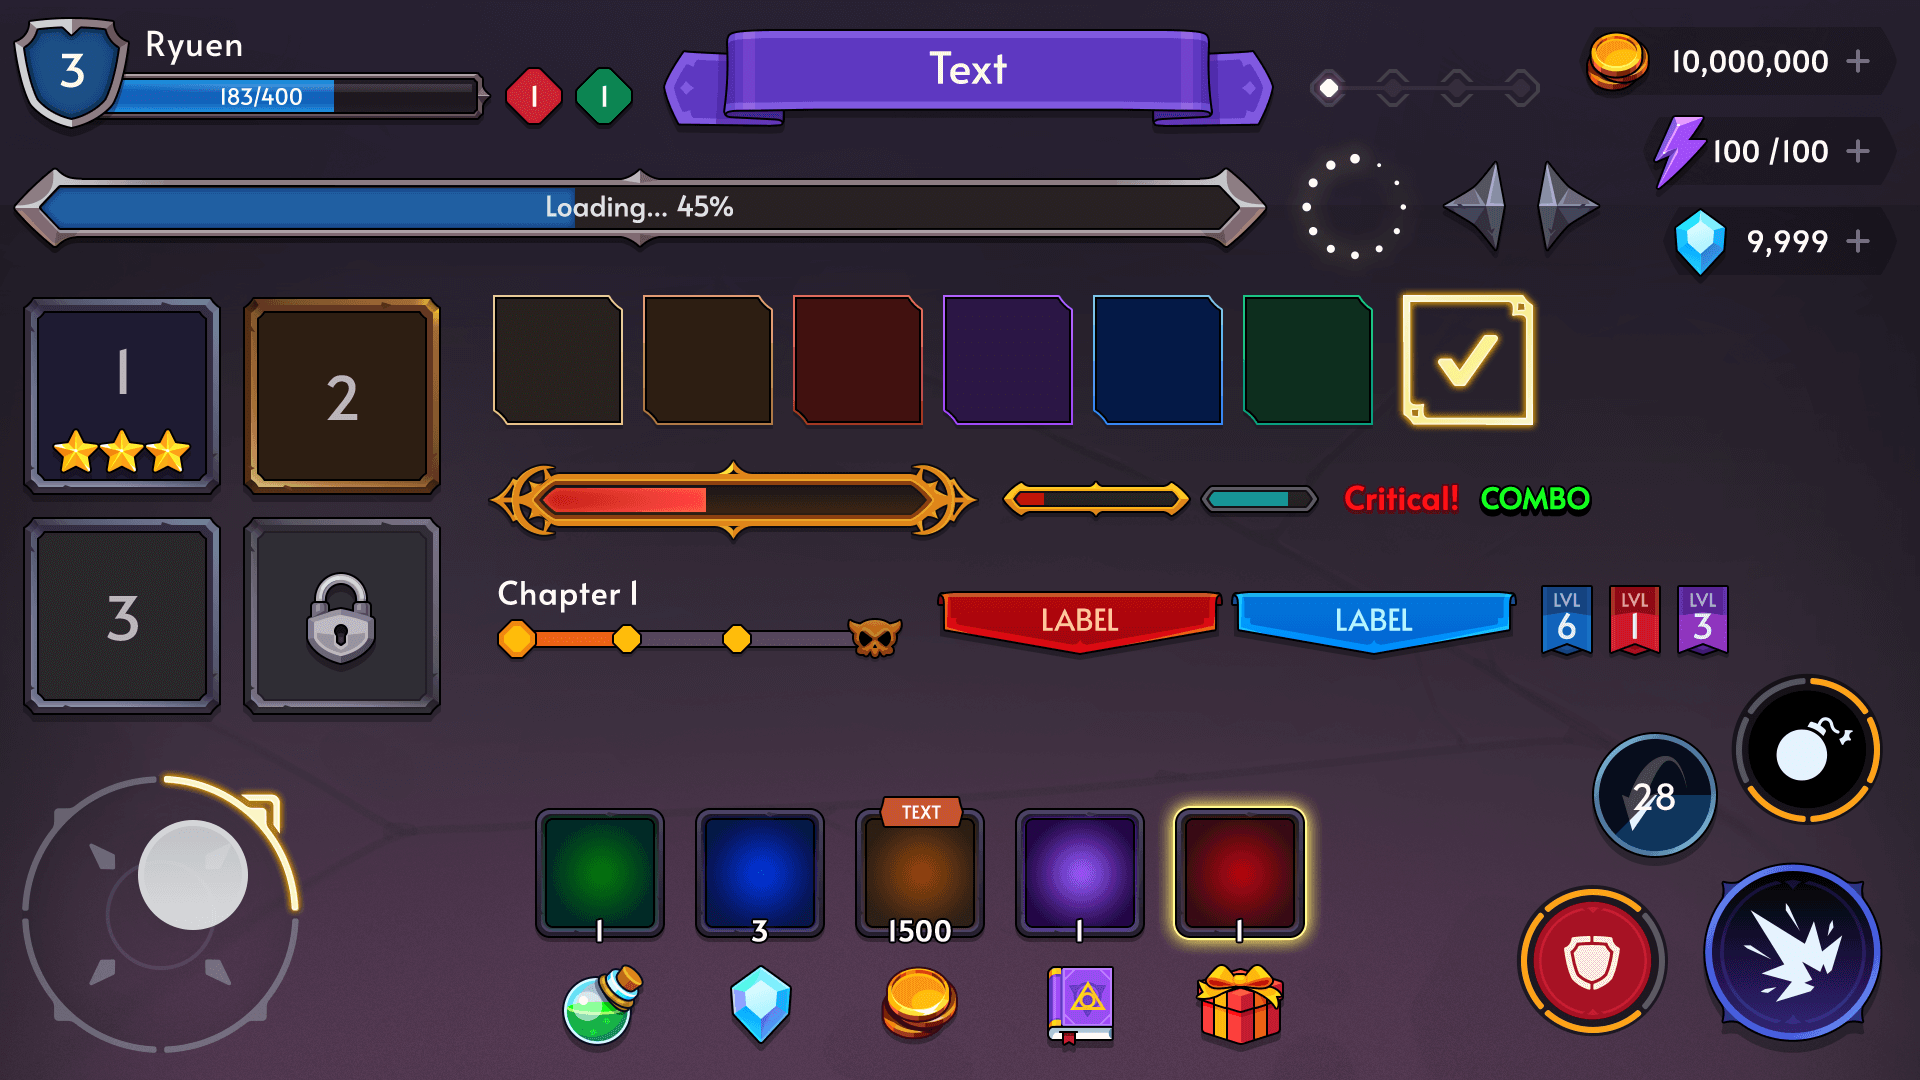 3
Ryuen
183/400
1
1
Text
10,000,000 +
100 /100 +
9,999 +
Loading... 45%
1
2
3
Critical!
COMBO
Chapter 1
LABEL
LABEL
LVL
6
LVL
1
LVL
3
28
TEXT
1
3
1500
1
1